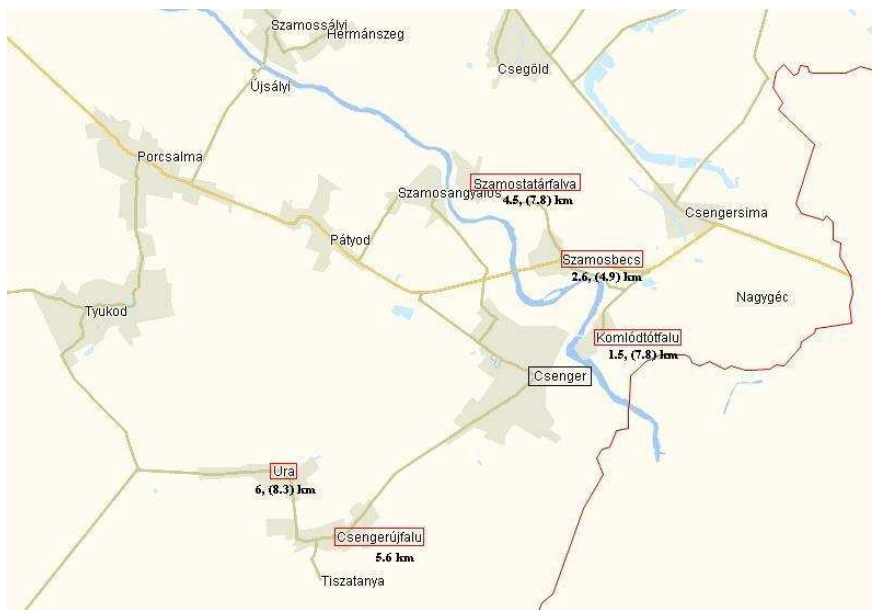 Szamossályi
Hermánszeg
Csegöld
Újsályi
Porcsalma
Szamostatárfalva
4.5, (7.8) km
Szamosangyalos
Csengersima
Pátyod
Szamosbecs
2.6, (4.9) km
Nagygéc
Tyukod
Komlódtótfalu
1.5, (7.8) km
Csenger
Ura
6, (8.3) km
Csengerújfalu
5.6 km
Tiszatanya